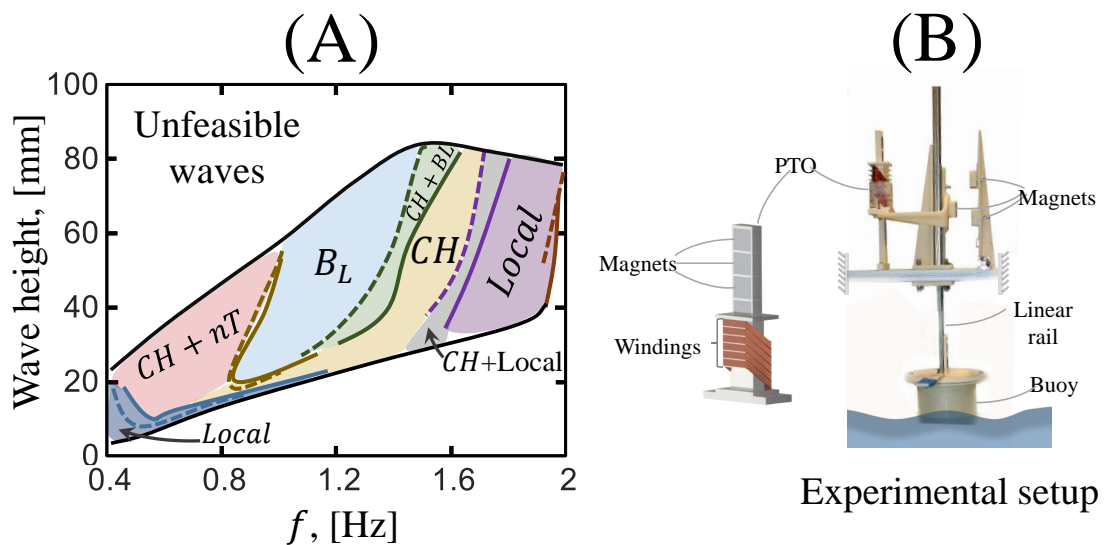 (A)
(B)
Wave height, [mm]
100
80
60
40
20
0
Unfeasible
waves
CH + nT
B_L
CH + BL
CH
Local
CH+Local
Local
0.4
0.8
1.2
1.6
2
f, [Hz]
PTO
Magnets
Windings
Magnets
Linear
rail
Buoy
Experimental setup